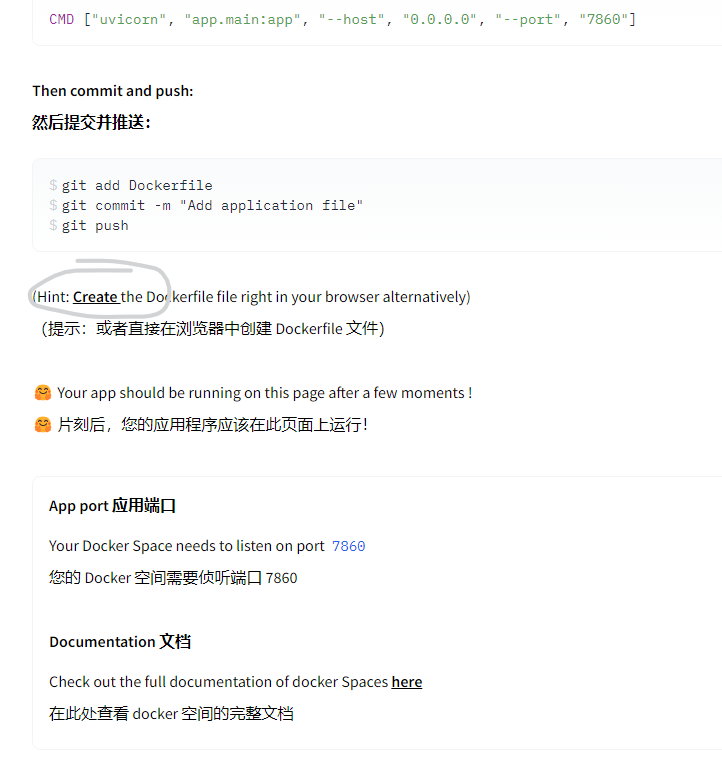 CMD ["uvicorn", "app.main:app", "--host", "0.0.0.0", "--port", "7860"]
Then commit and push:
然后提交并推送：
$ git add Dockerfile
$ git commit -m "Add application file"
$ git push
(Hint: Create the Dockerfile file right in your browser alternatively)
（提示：或者直接在浏览器中创建 Dockerfile 文件）
🤗 Your app should be running on this page after a few moments !
🤗 片刻后，您的应用程序应该在此页面上运行！
App port 应用端口
Your Docker Space needs to listen on port 7860
您的 Docker 空间需要侦听端口 7860
Documentation 文档
Check out the full documentation of docker Spaces here
在此处查看 docker 空间的完整文档